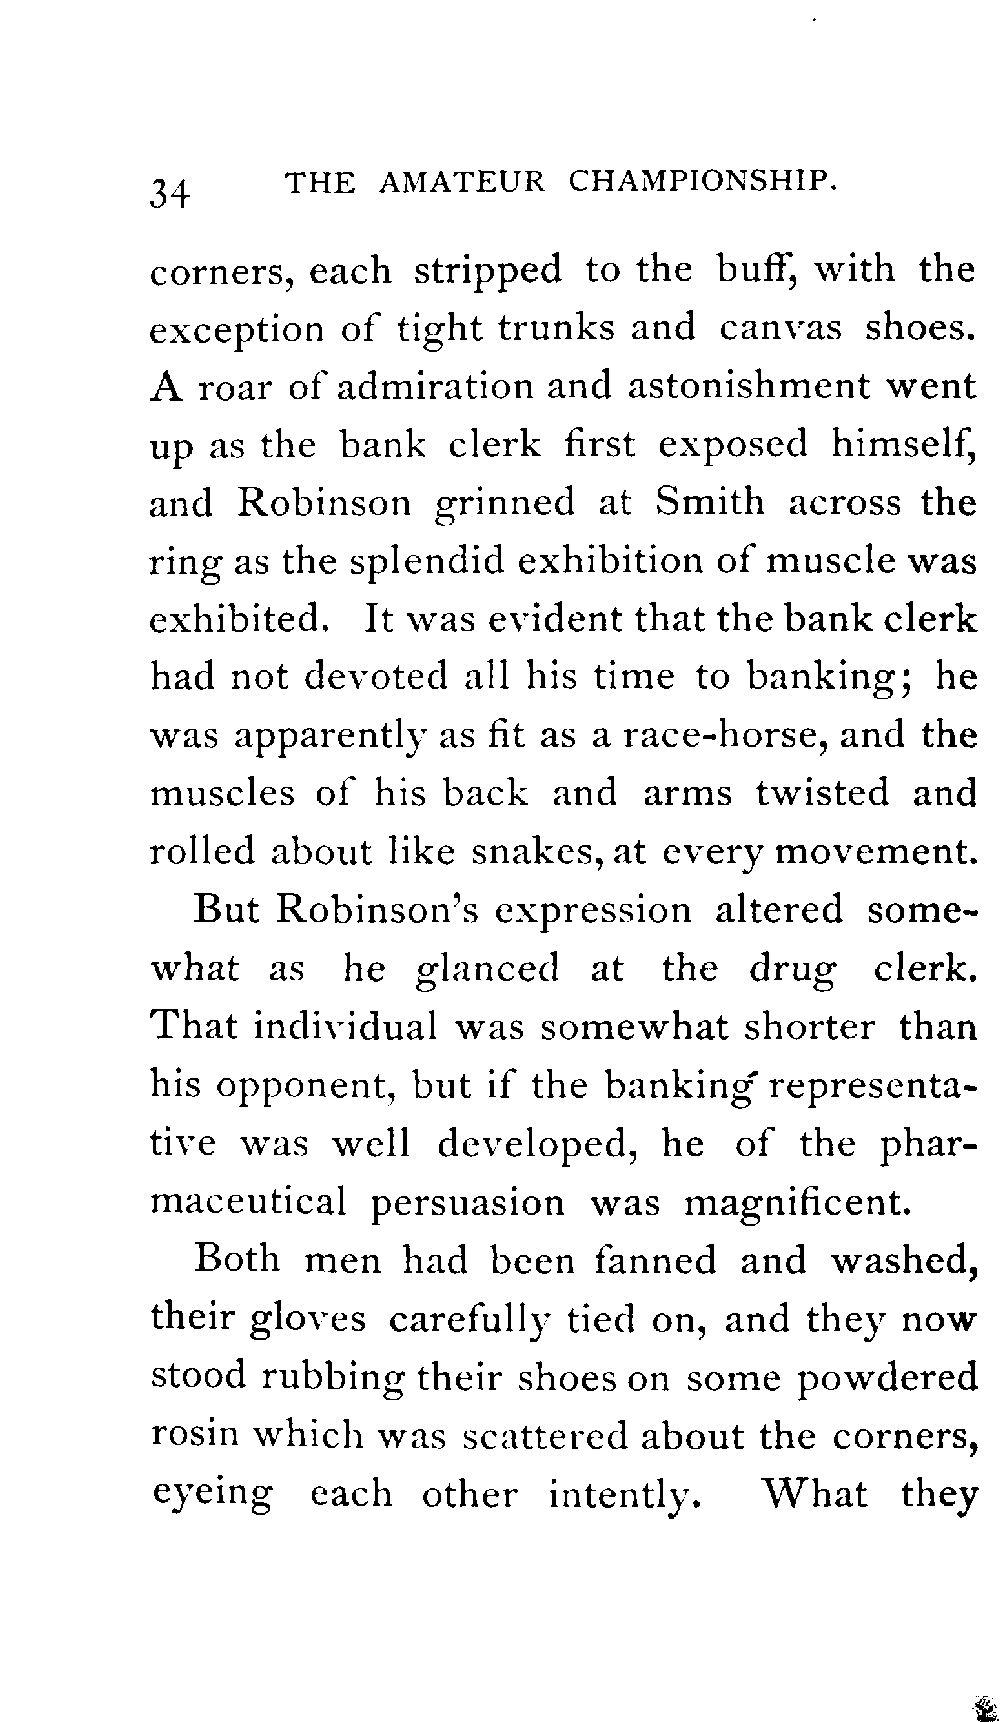 34 THE AMATEUR CHAMPIONSHIP.
corners, each stripped to the buff, with the
exception of tight trunks and canvas shoes.
A roar of admiration and astonishment went
up as the bank clerk first exposed himself,
and Robinson grinned at Smith across the
ring as the splendid exhibition of muscle was
exhibited. It was evident that the bank clerk
had not devoted all his time to banking; he
was apparently as fit as a race-horse, and the
muscles of his back and arms twisted and
rolled about like snakes, at every movement.
But Robinson's expression altered some-
what as he glanced at the drug clerk.
That individual was somewhat shorter than
his opponent, but if the banking representa-
tive was well developed, he of the phar-
maceutical persuasion was magnificent.
Both men had been fanned and washed,
their gloves carefully tied on, and they now
stood rubbing their shoes on some powdered
rosin which was scattered about the corners,
eyeing each other intently. What they